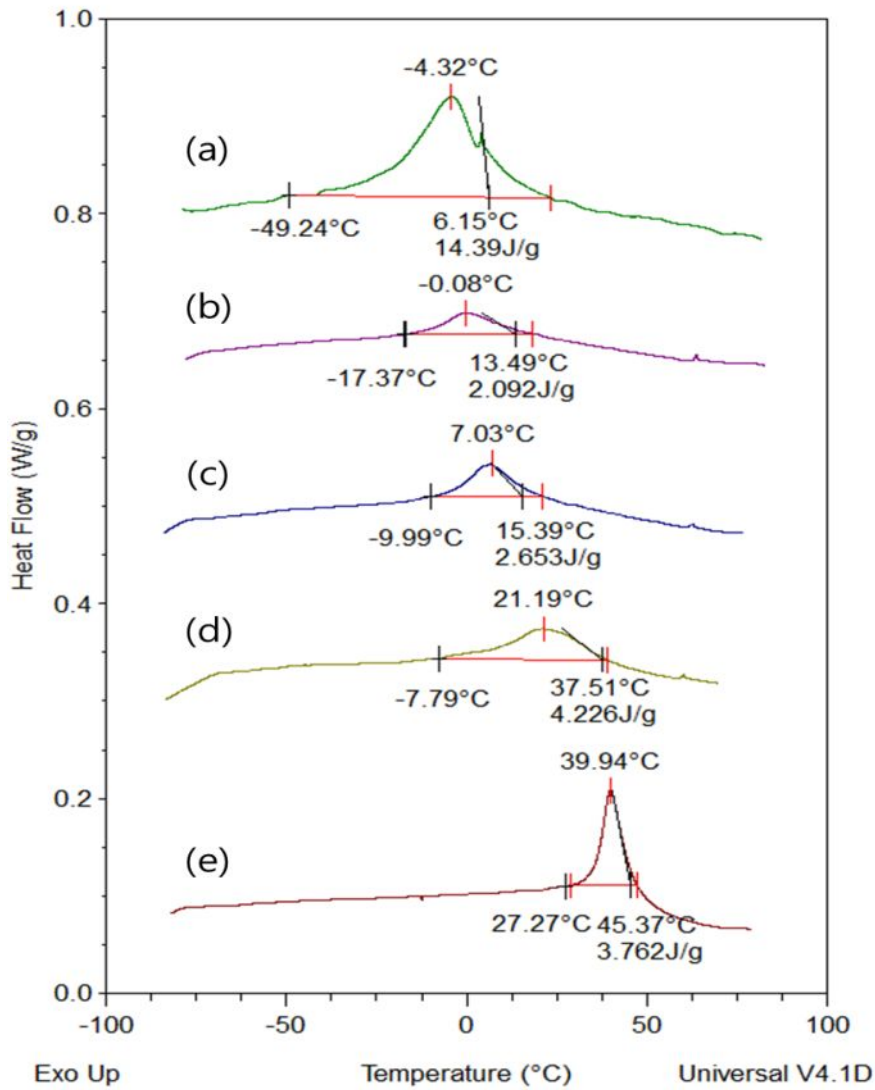 1.0
-4.32°C
(a)
0.8
-49.24°C
6.15°C
14.39J/g
-0.08°C
(b)
-17.37°C
13.49°C
2.092J/g
0.6
7.03°C
(c)
-9.99°C
15.39°C
2.653J/g
Heat Flow (W/g)
0.4
21.19°C
(d)
-7.79°C
37.51°C
4.226J/g
39.94°C
0.2
(e)
27.27°C
45.37°C
3.762J/g
0.0
-100
-50
0
50
100
Exo Up
Temperature (°C)
Universal V4.1D